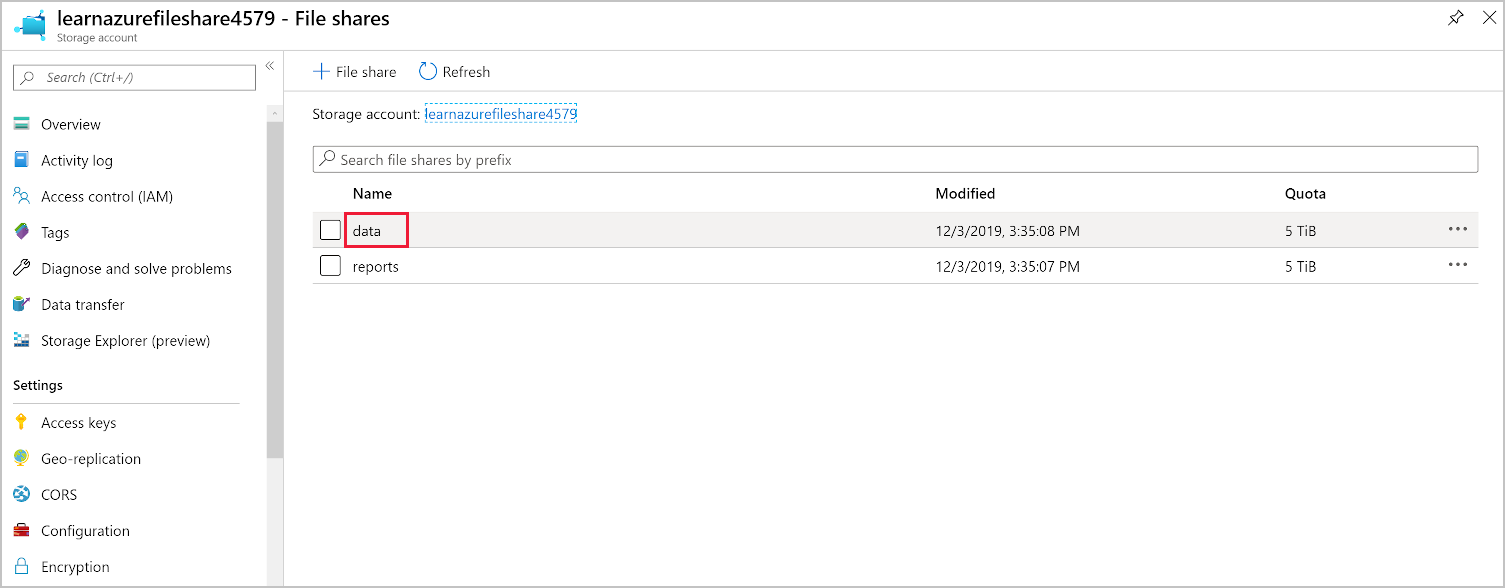 learnazurefileshare4579 - File shares
Storage account
Search (Ctrl+/)
Overview
Activity log
Access control (IAM)
Tags
Diagnose and solve problems
Data transfer
Storage Explorer (preview)
Settings
Access keys
Geo-replication
CORS
Configuration
Encryption
File share Refresh
Storage account: learnazurefileshare4579
Search file shares by prefix
Name Modified Quota
data 12/3/2019, 3:35:08 PM 5 TiB
reports 12/3/2019, 3:35:07 PM 5 TiB